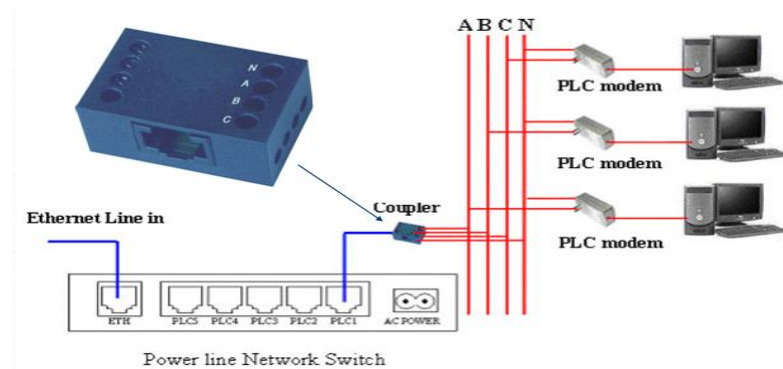 A B C N
N
A
B
C
PLC modem
PLC modem
Coupler
Ethernet Line in
PLC modem
ETH
PLC5 PLC4 PLC3 PLC2 PLC1
AC POWER
Power line Network Switch